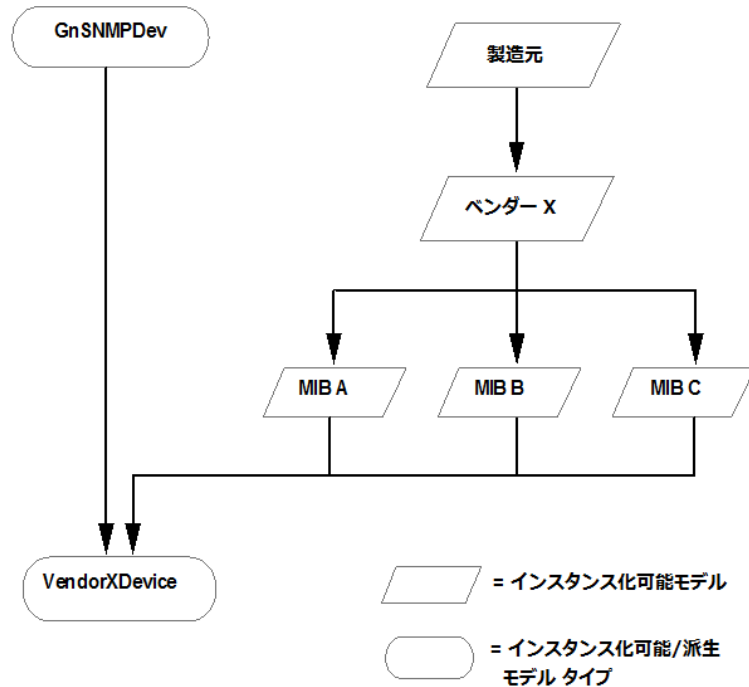 GnSNMPDev
製造元
ベンダー X
MIB A
MIB B
MIB C
VendorXDevice
= インスタンス化可能モデル
= インスタンス化可能/派生
モデル タイプ